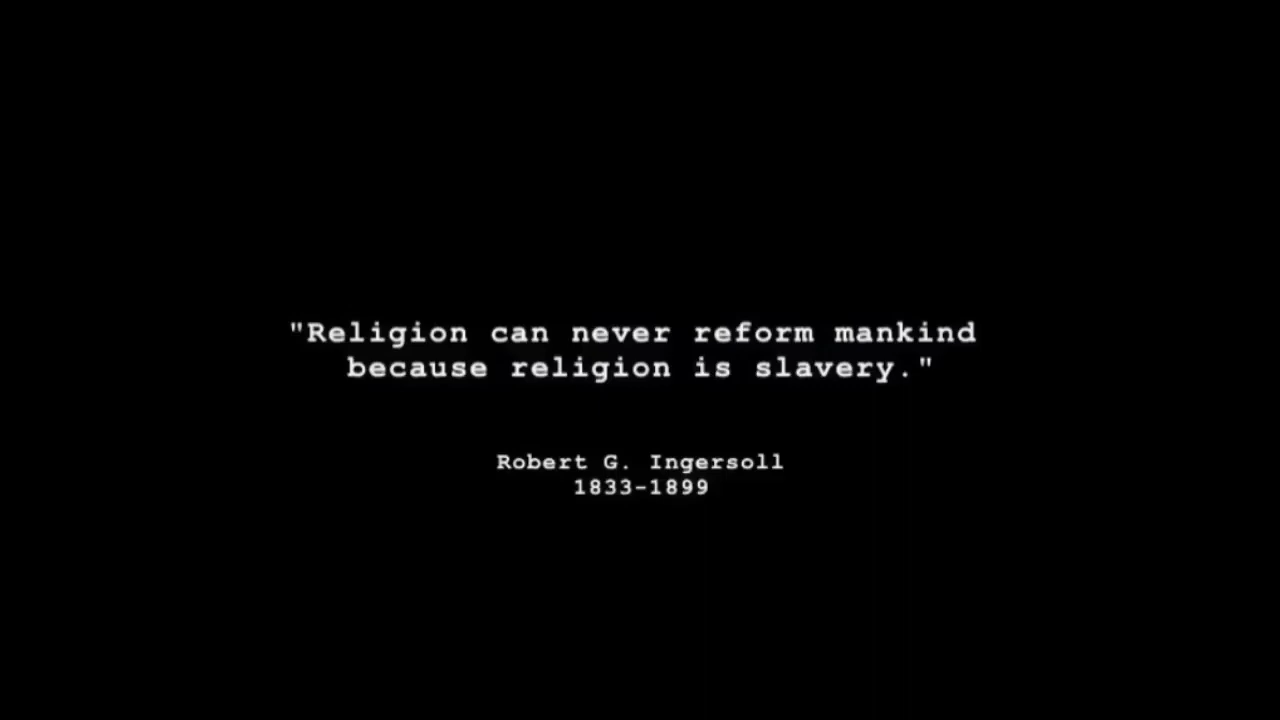 "Religion can never reform mankind
because religion is slavery."
Robert G. Ingersoll
1833-1899